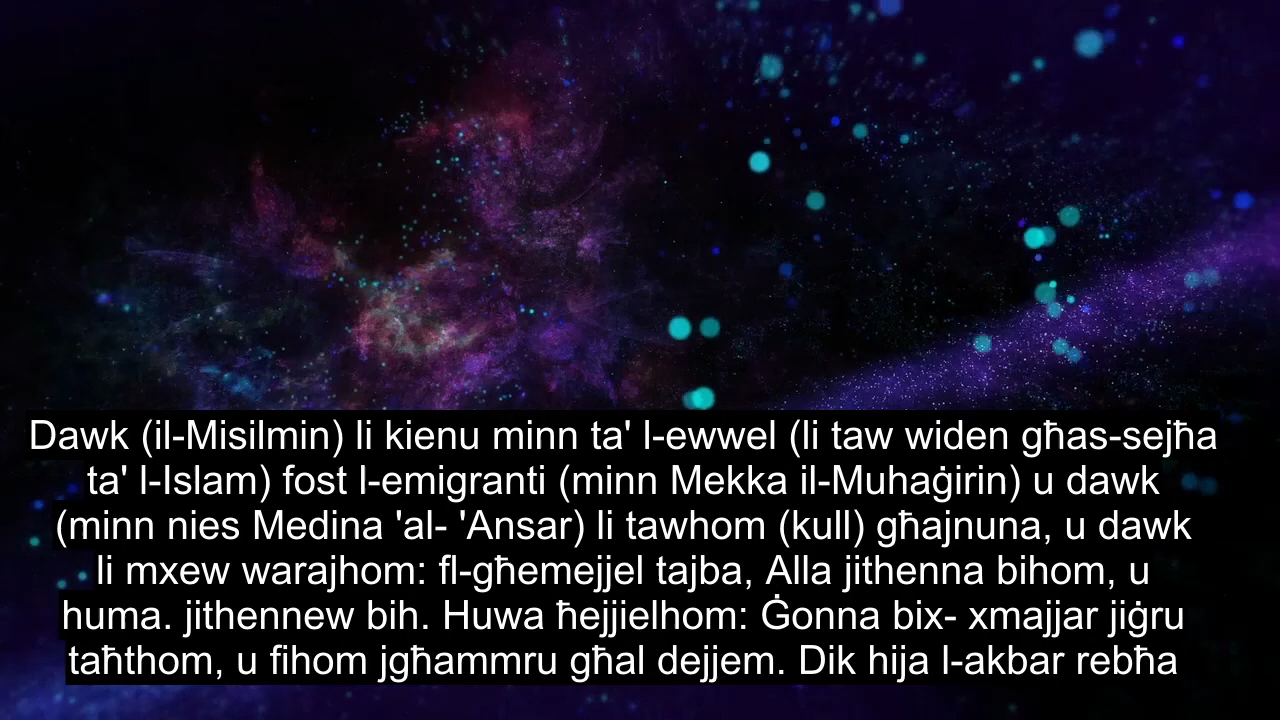 Dawk (il-Misilmin) li kienu minn ta' l-ewwel (li taw widen għas-sejħa
ta' l-Islam) fost l-emigranti (minn Mekka il-Muhaġirin) u dawk
(minn nies Medina 'al- 'Ansar) li tawhom (kull) għajnuna, u dawk
li mxew warajhom: fl-għemejjel tajba, Alla jithenna bihom, u
huma. jithennew bih. Huwa ħejjielhom: Ġonna bix- xmajjar jiġru
taħthom, u fihom jgħammru għal dejjem. Dik hija l-akbar rebħa